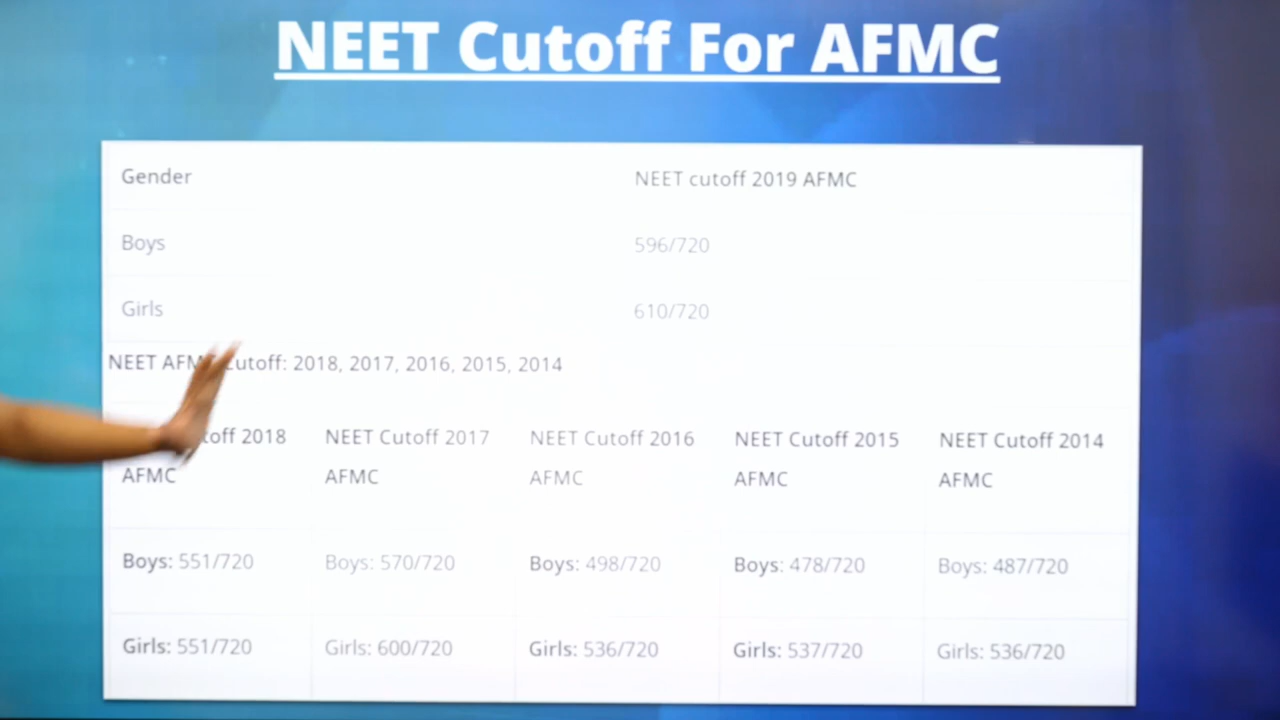 NEET Cutoff For AFMC
Gender NEET cutoff 2019 AFMC
Boys 596/720
Girls 610/720
NEET Cutoff: 2018, 2017, 2016, 2015, 2014
2018 NEET Cutoff 2017 NEET Cutoff 2016 NEET Cutoff 2015 NEET Cutoff 2014
AFMC AFMC AFMC AFMC AFMC
Boys: 551/720 Boys: 570/720 Boys: 498/720 Boys: 478/720 Boys: 487/720
Girls: 551/720 Girls: 600/720 Girls: 536/720 Girls: 537/720 Girls: 536/720